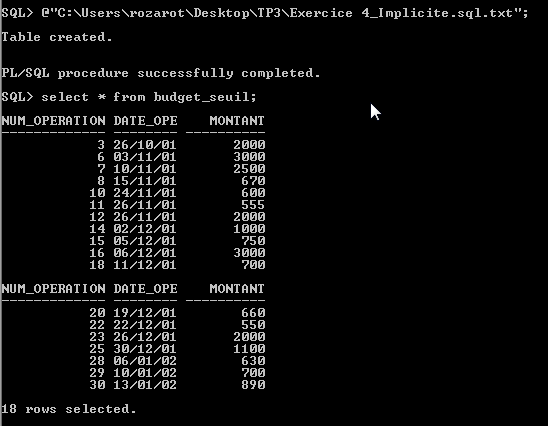 SQL> @"C:\Users\rozarot\Desktop\TP3\Exercice 4_Implicite.sql.txt";
Table created.
PL/SQL procedure successfully completed.
SQL> select * from budget_seuil;
NUM_OPERATION DATE_OPE    MONTANT
------------- -------- ----------
            3 26/10/01       2000
            6 03/11/01       3000
            7 10/11/01       2500
            8 15/11/01        670
           10 24/11/01        600
           11 26/11/01        555
           12 26/11/01       2000
           14 02/12/01       1000
           15 05/12/01        750
           16 06/12/01       3000
           18 11/12/01        700
NUM_OPERATION DATE_OPE    MONTANT
------------- -------- ----------
           20 19/12/01        660
           22 22/12/01        550
           23 26/12/01       2000
           25 30/12/01       1100
           28 06/01/02        630
           29 10/01/02        700
           30 13/01/02        890
18 rows selected.